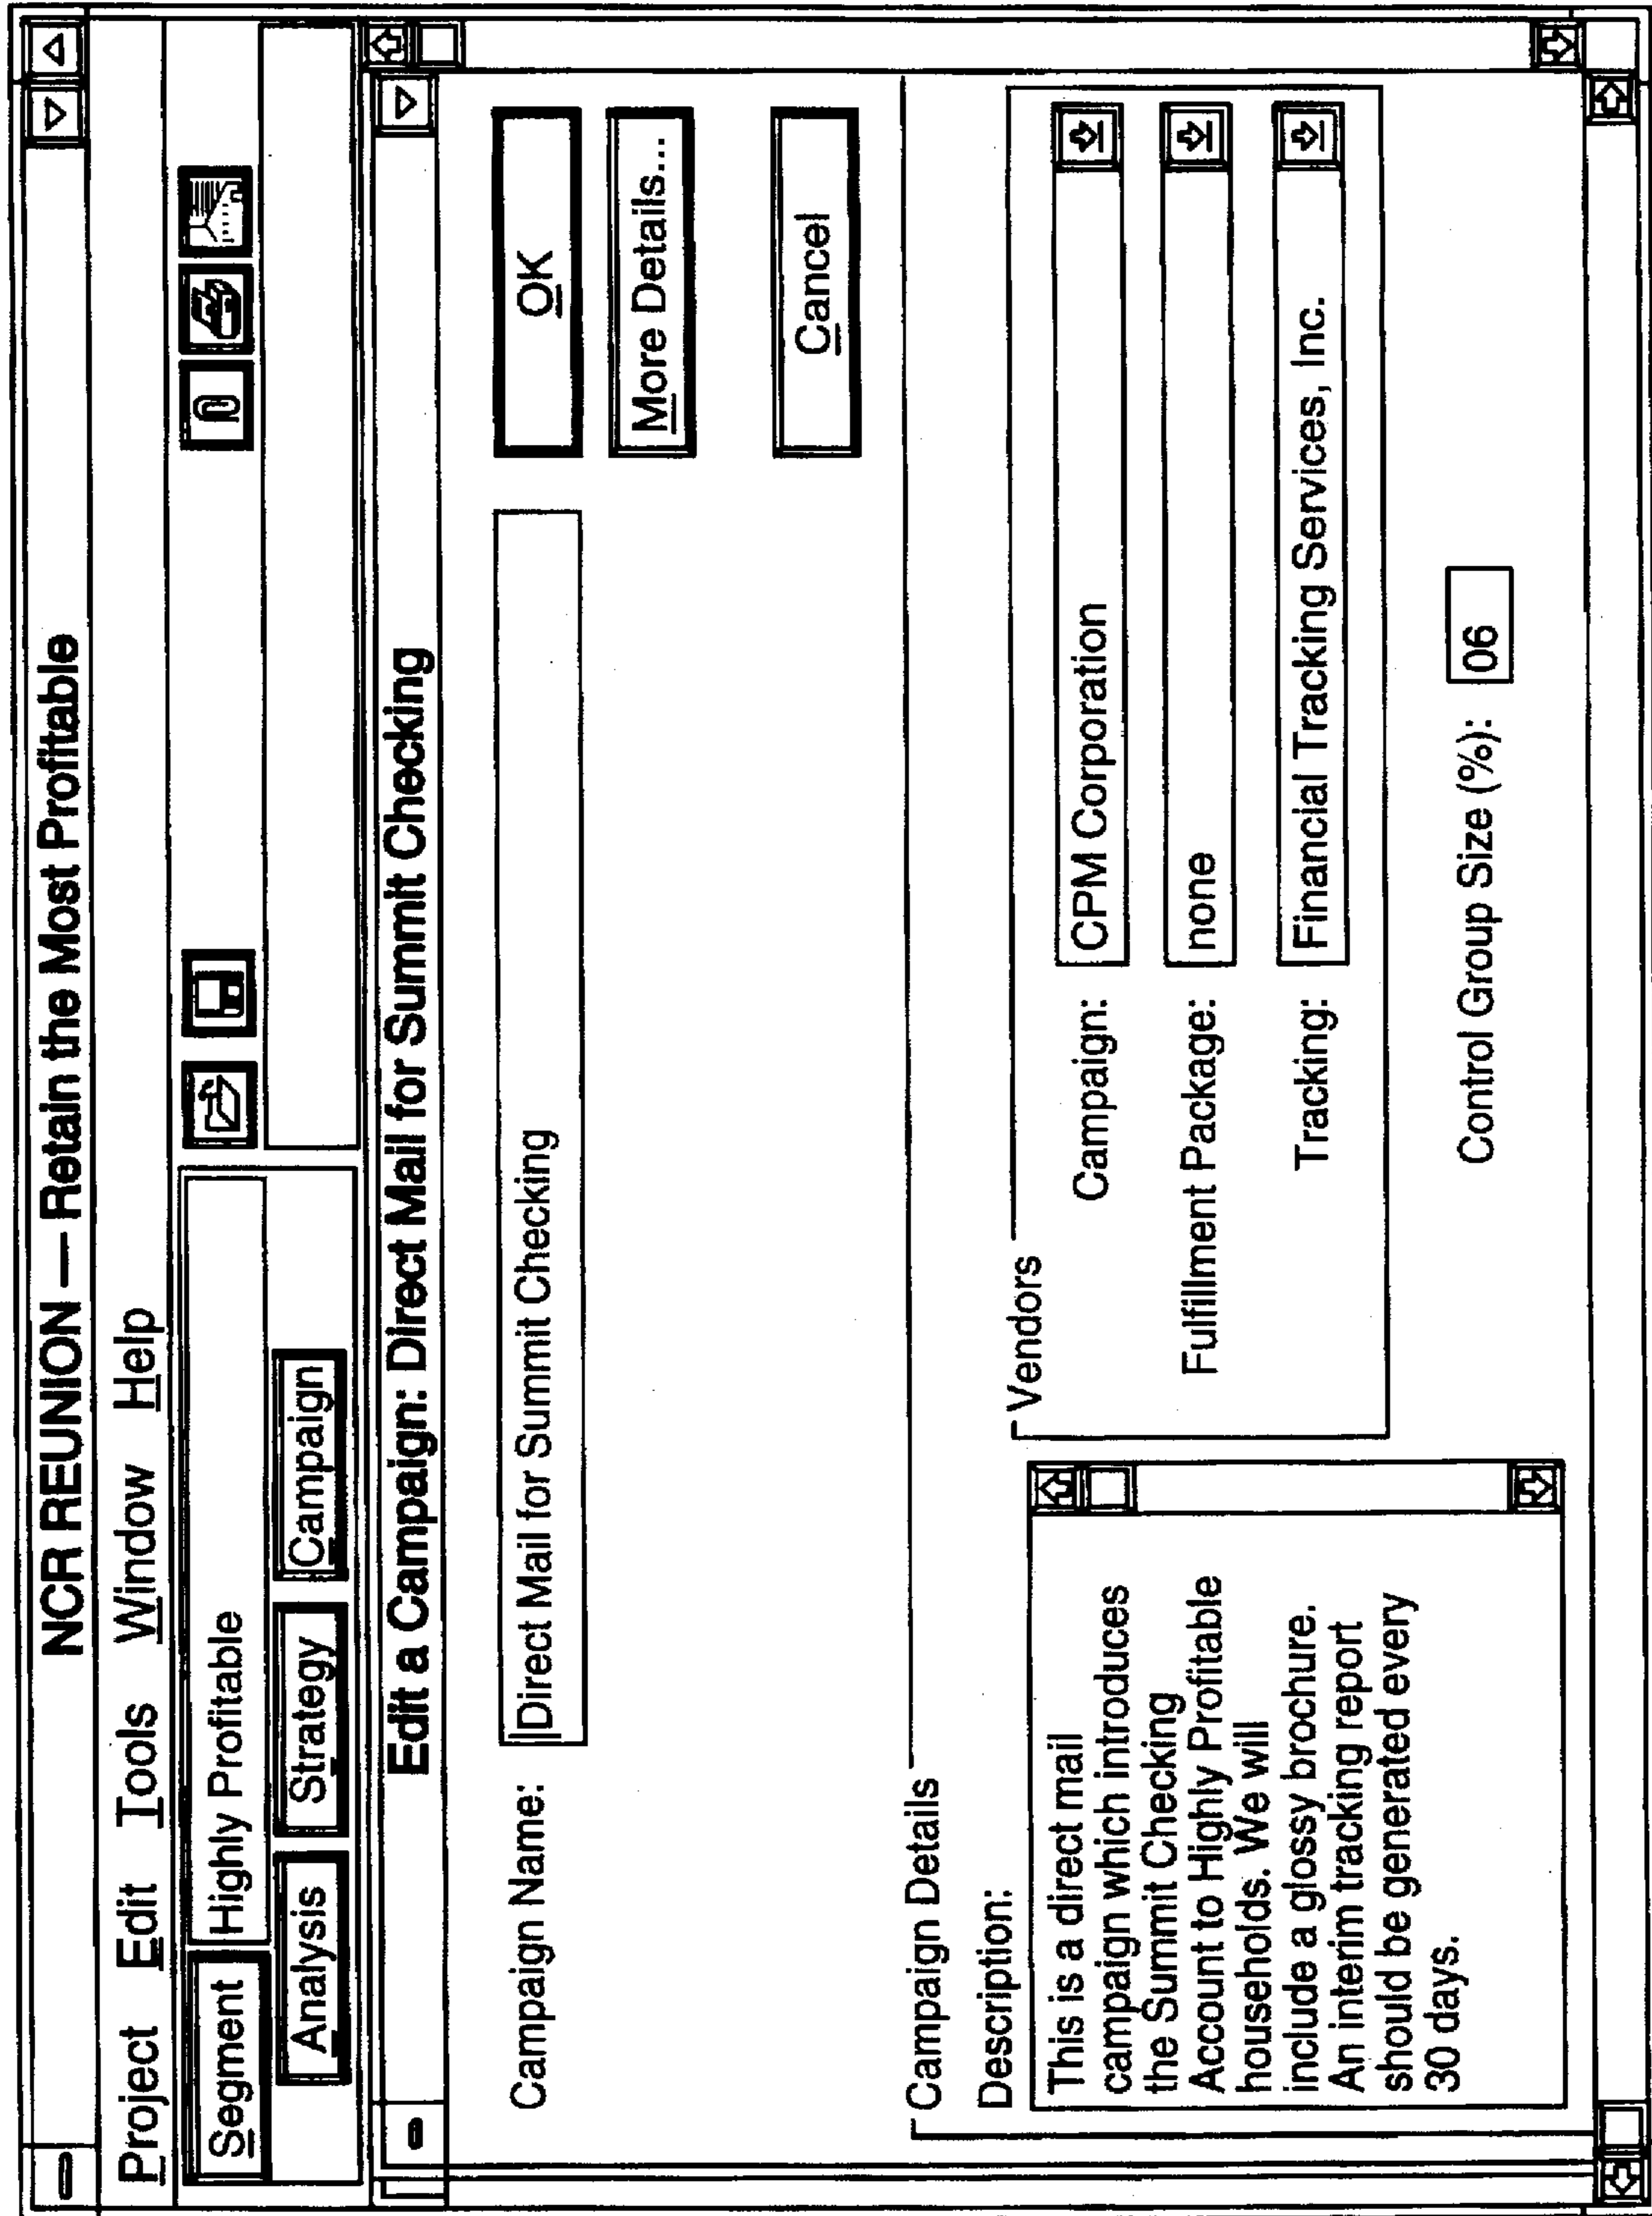 NCR REUNION — Retain the Most Profitable
Project Edit Tools Window Help
Segment Highly Profitable
Analysis Strategy Campaign
Edit a Campaign: Direct Mail for Summit Checking
Campaign Name: Direct Mail for Summit Checking
OK
More Details...
Cancel
Campaign Details
Description:
This is a direct mail
campaign which introduces
the Summit Checking
Account to Highly Profitable
households. We will
include a glossy brochure.
An interim tracking report
should be generated every
30 days.
Vendors
Campaign: CPM Corporation
Fulfillment Package: none
Tracking: Financial Tracking Services, Inc.
Control Group Size (%): 06